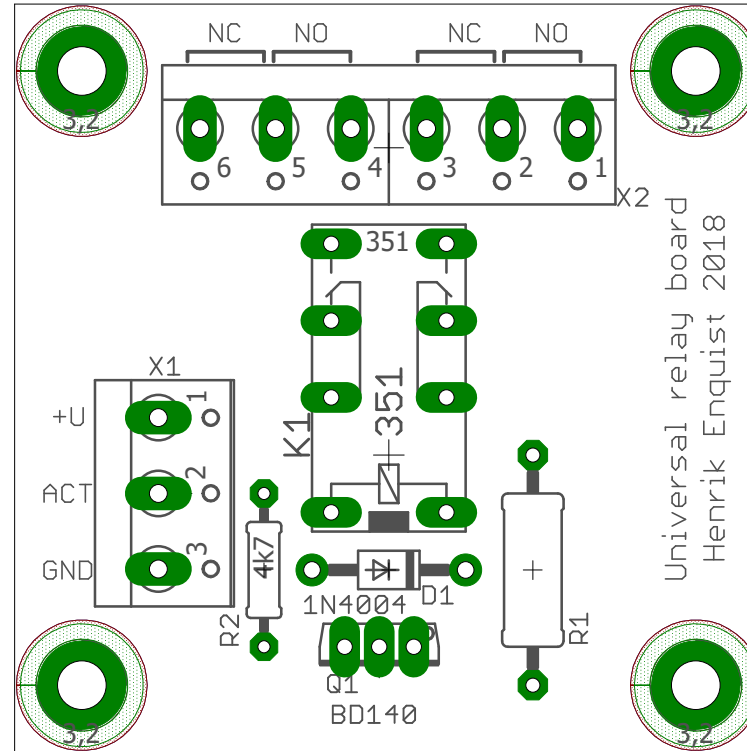 NC NO NC NO
3,2 3,2
6 5 4 3 2 1
X2
351
Universal relay board
Henrik Enquist 2018
X1
+U 1
ACT 2
GND 3
K1
351
4k7
R2
1N4004
D1
R1
Q1
BD140
3,2 3,2